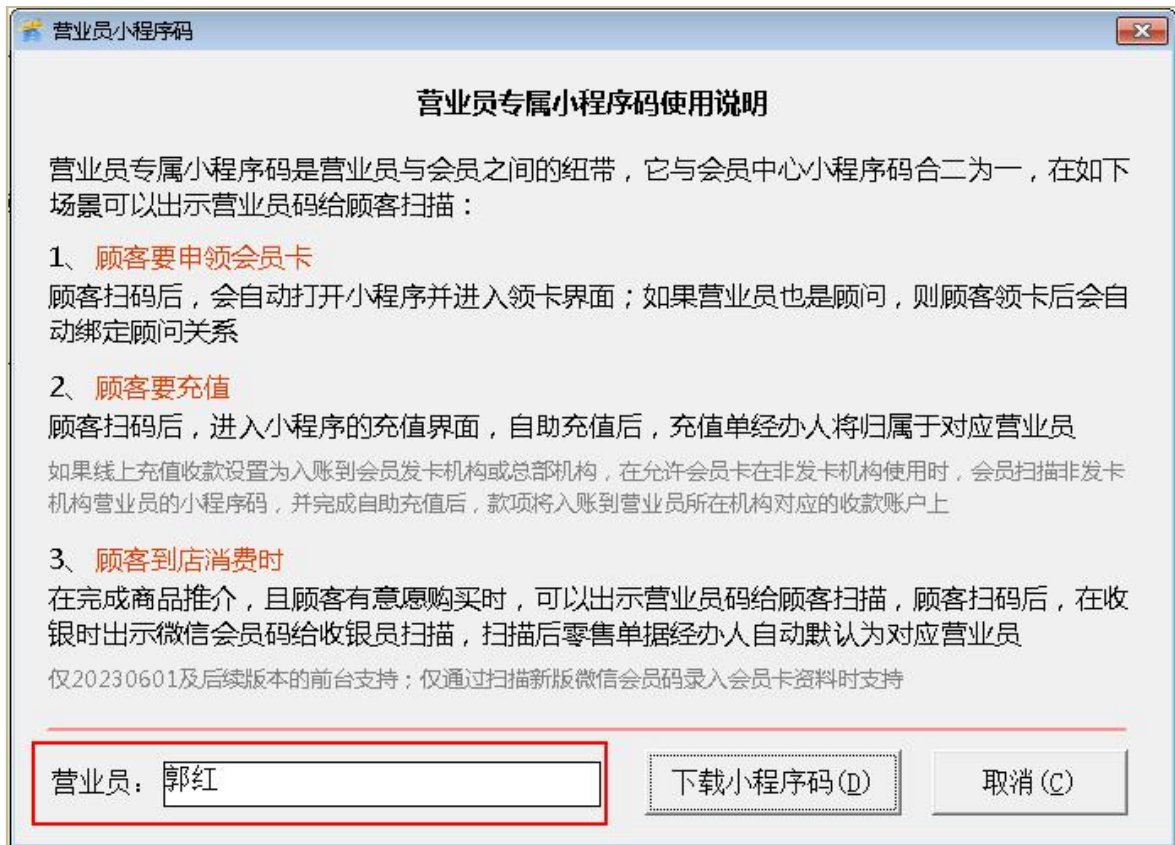 营业员小程序码
营业员专属小程序码使用说明
营业员专属小程序码是营业员与会员之间的纽带，它与会员中心小程序码合二为一，在如下
场景可以出示营业员码给顾客扫描：
1、 顾客要申领会员卡
顾客扫码后，会自动打开小程序并进入领卡界面；如果营业员也是顾问，则顾客领卡后会自
动绑定顾问关系
2、 顾客要充值
顾客扫码后，进入小程序的充值界面，自助充值后，充值单经办人将归属于对应营业员
如果线上充值收款设置为入账到会员发卡机构或总部机构，在允许会员卡在非发卡机构使用时，会员扫描非发卡
机构营业员的小程序码，并完成自助充值后，款项将入账到营业员所在机构对应的收款账户上
3、 顾客到店消费时
在完成商品推介，且顾客有意愿购买时，可以出示营业员码给顾客扫描，顾客扫码后，在收
银时出示微信会员码给收银员扫描，扫描后零售单据经办人自动默认为对应营业员
仅20230601及后续版本的前台支持；仅通过扫描新版微信会员码录入会员卡资料时支持
营业员：郭红 下载小程序码(D) 取消(C)